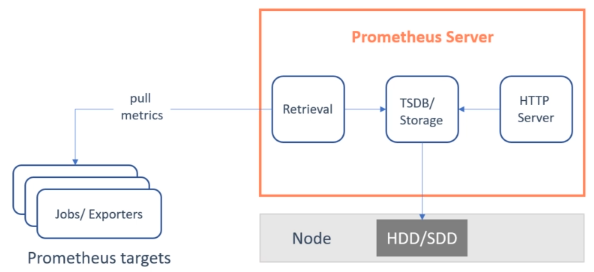 Prometheus Server
pull
metrics
Retrieval
TSDB/
Storage
HTTP
Server
Jobs/ Exporters
Prometheus targets
Node
HDD/SDD